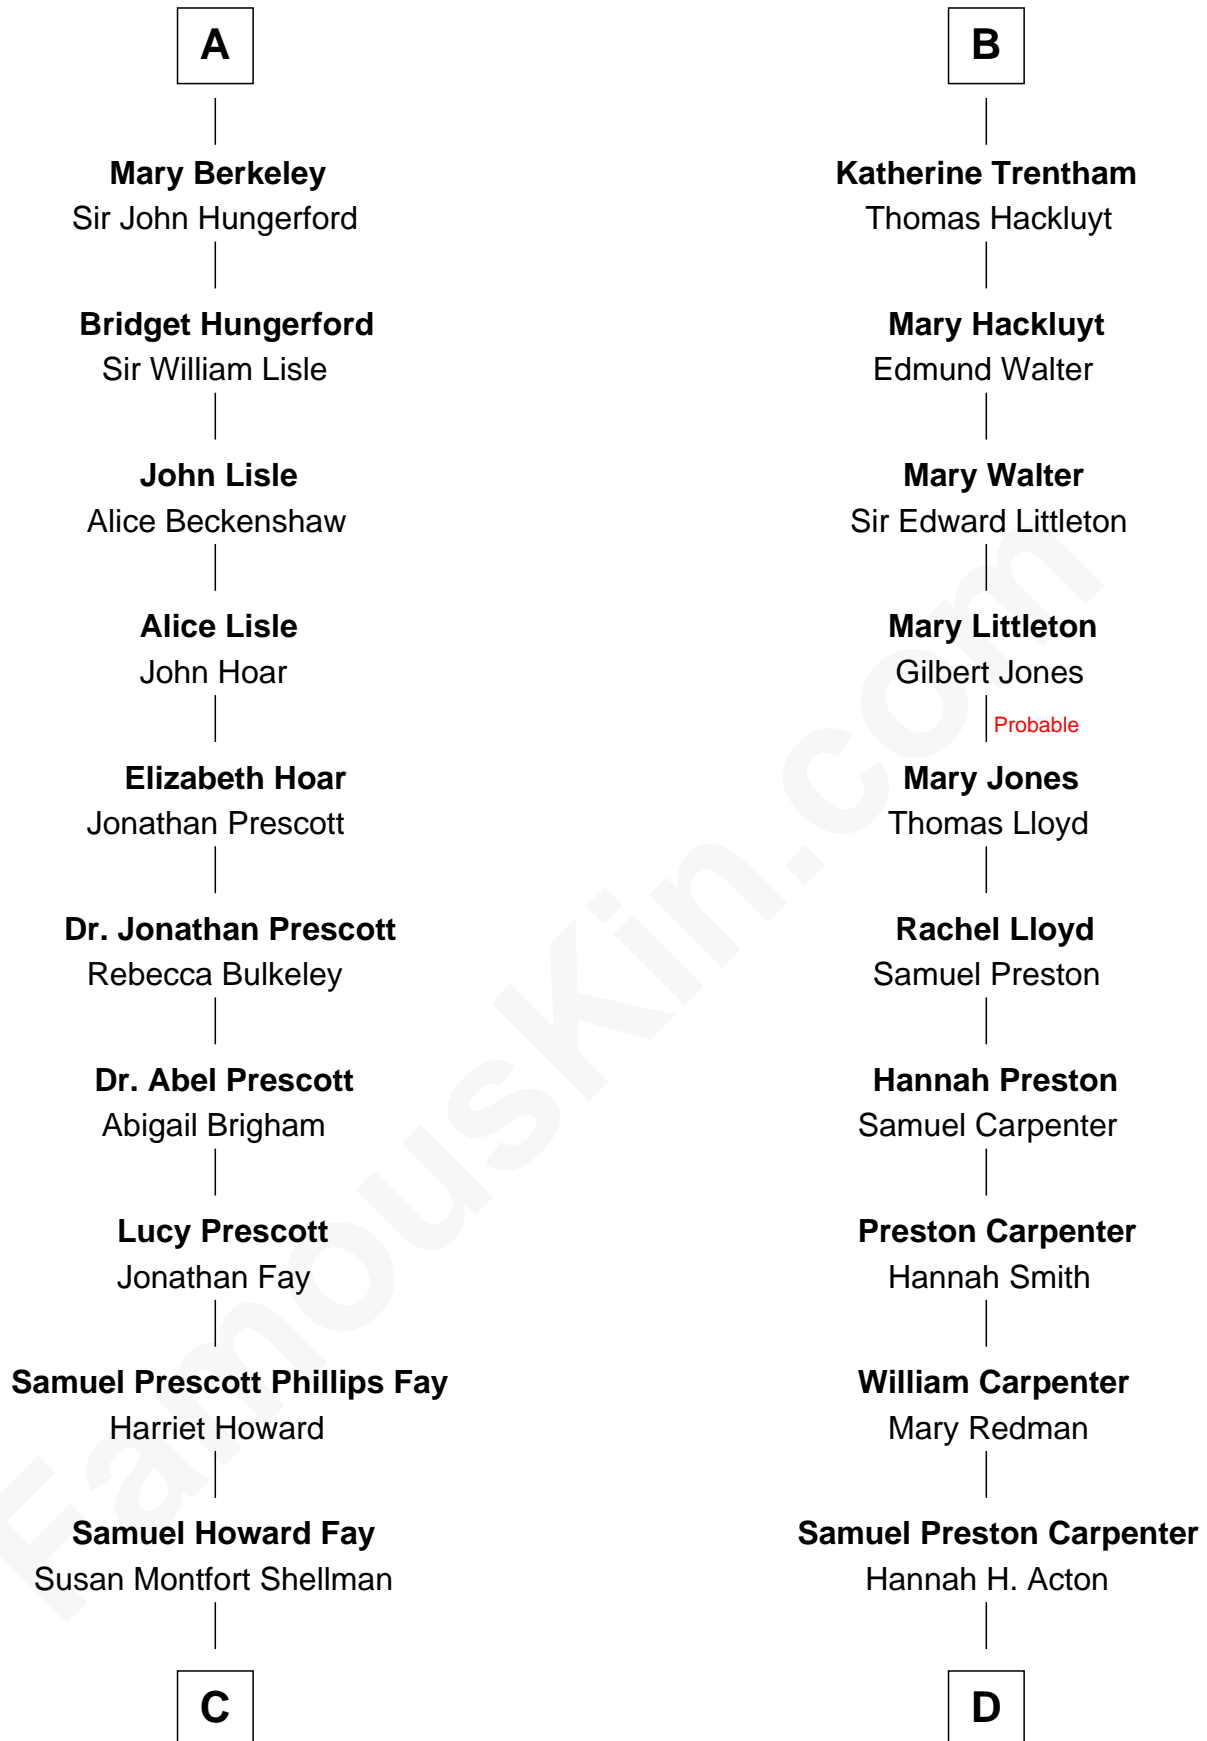 A
Mary Berkeley
Sir John Hungerford
Bridget Hungerford
Sir William Lisle
John Lisle
Alice Beckenshaw
Alice Lisle
John Hoar
Elizabeth Hoar
Jonathan Prescott
Dr. Jonathan Prescott
Rebecca Bulkeley
Dr. Abel Prescott
Abigail Brigham
Lucy Prescott
Jonathan Fay
Samuel Prescott Phillips Fay
Harriet Howard
Samuel Howard Fay
Susan Montfort Shellman
C
B
Katherine Trentham
Thomas Hackluyt
Mary Hackluyt
Edmund Walter
Mary Walter
Sir Edward Littleton
Mary Littleton
Gilbert Jones
Probable
Mary Jones
Thomas Lloyd
Rachel Lloyd
Samuel Preston
Hannah Preston
Samuel Carpenter
Preston Carpenter
Hannah Smith
William Carpenter
Mary Redman
Samuel Preston Carpenter
Hannah H. Acton
D
FamousKin.com